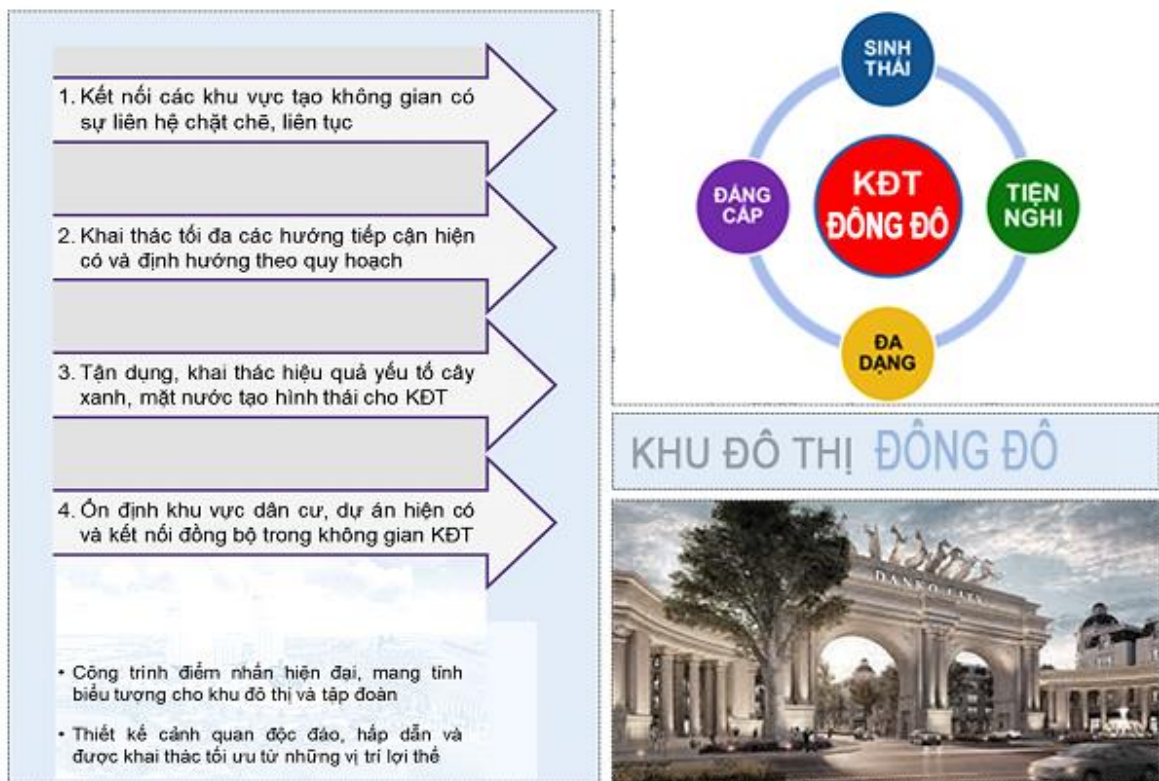 1. Kết nối các khu vực tạo không gian có
sự liên hệ chặt chẽ, liên tục
2. Khai thác tối đa các hướng tiếp cận hiện
có và định hướng theo quy hoạch
3. Tận dụng, khai thác hiệu quả yếu tố cây
xanh, mặt nước tạo hình thái cho KĐT
4. Ổn định khu vực dân cư, dự án hiện có
và kết nối đồng bộ trong không gian KĐT
• Công trình điểm nhấn hiện đại, mang tính
biểu tượng cho khu đô thị và tập đoàn
• Thiết kế cảnh quan độc đáo, hấp dẫn và
được khai thác tối ưu từ những vị trí lợi thế
SINH
THÁI
ĐẲNG
CẤP
KĐT
ĐÔNG ĐÔ
TIỆN
NGHI
ĐA
DẠNG
KHU ĐÔ THỊ ĐÔNG ĐÔ